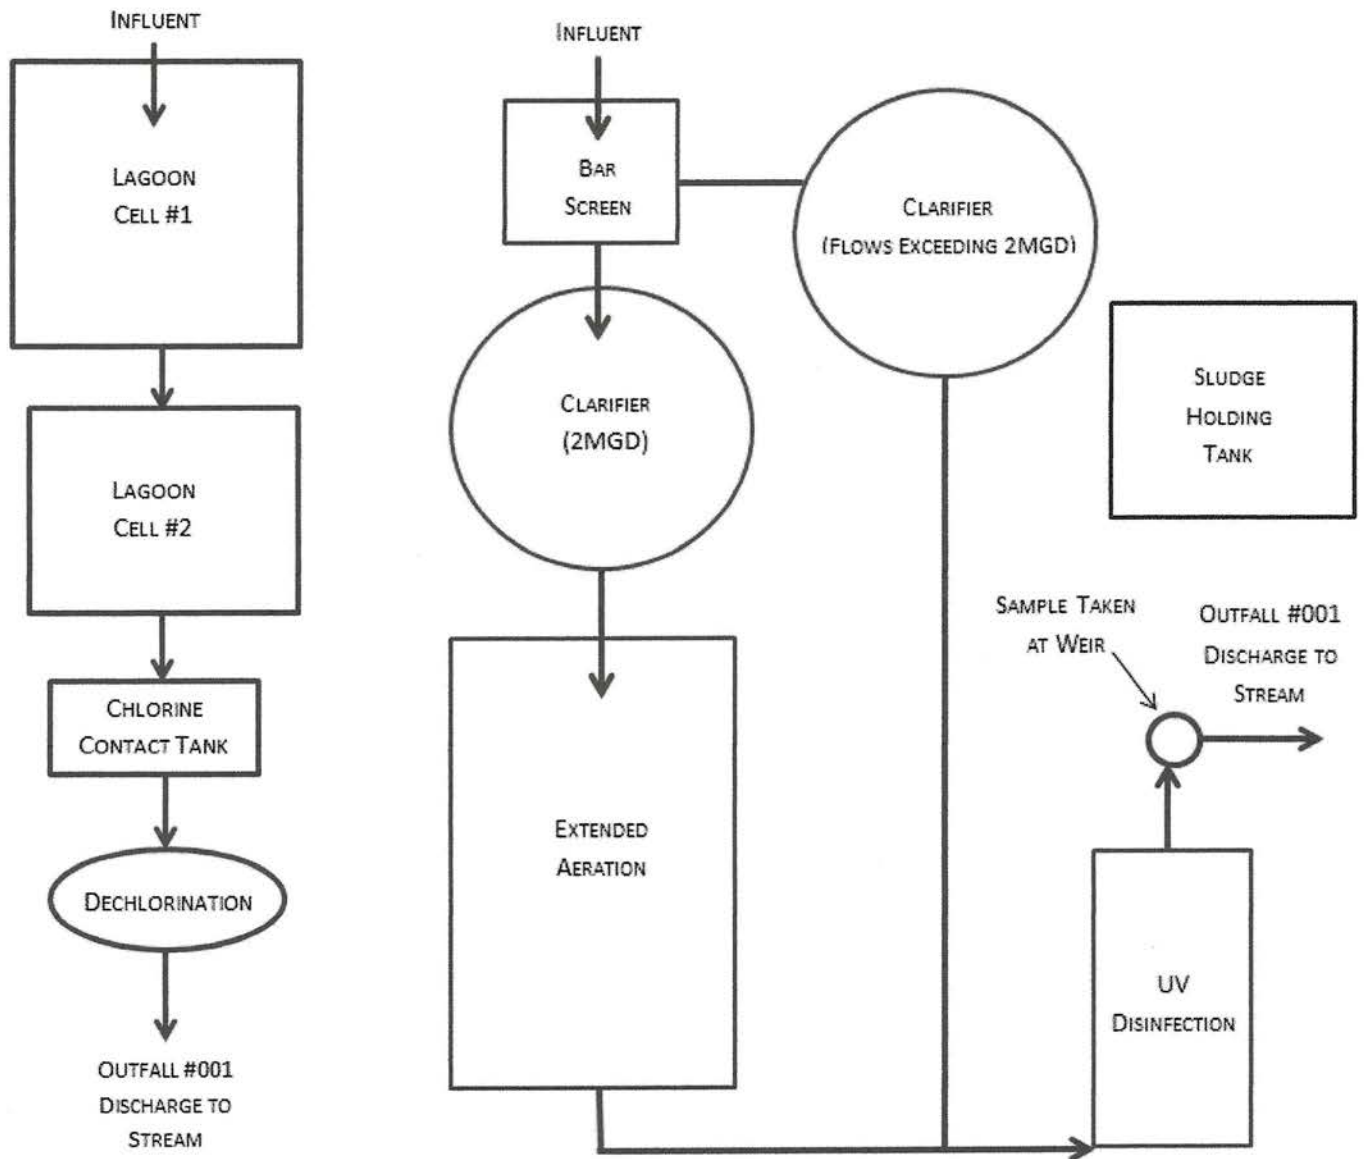 INFLUENT
LAGOON
CELL #1
LAGOON
CELL #2
CHLORINE
CONTACT TANK
DECHLORINATION
OUTFALL #001
DISCHARGE TO
STREAM
INFLUENT
BAR
SCREEN
CLARIFIER
(FLOWS EXCEEDING 2MGD)
CLARIFIER
(2MGD)
EXTENDED
AERATION
SLUDGE
HOLDING
TANK
SAMPLE TAKEN
AT WEIR
OUTFALL #001
DISCHARGE TO
STREAM
UV
DISINFECTION